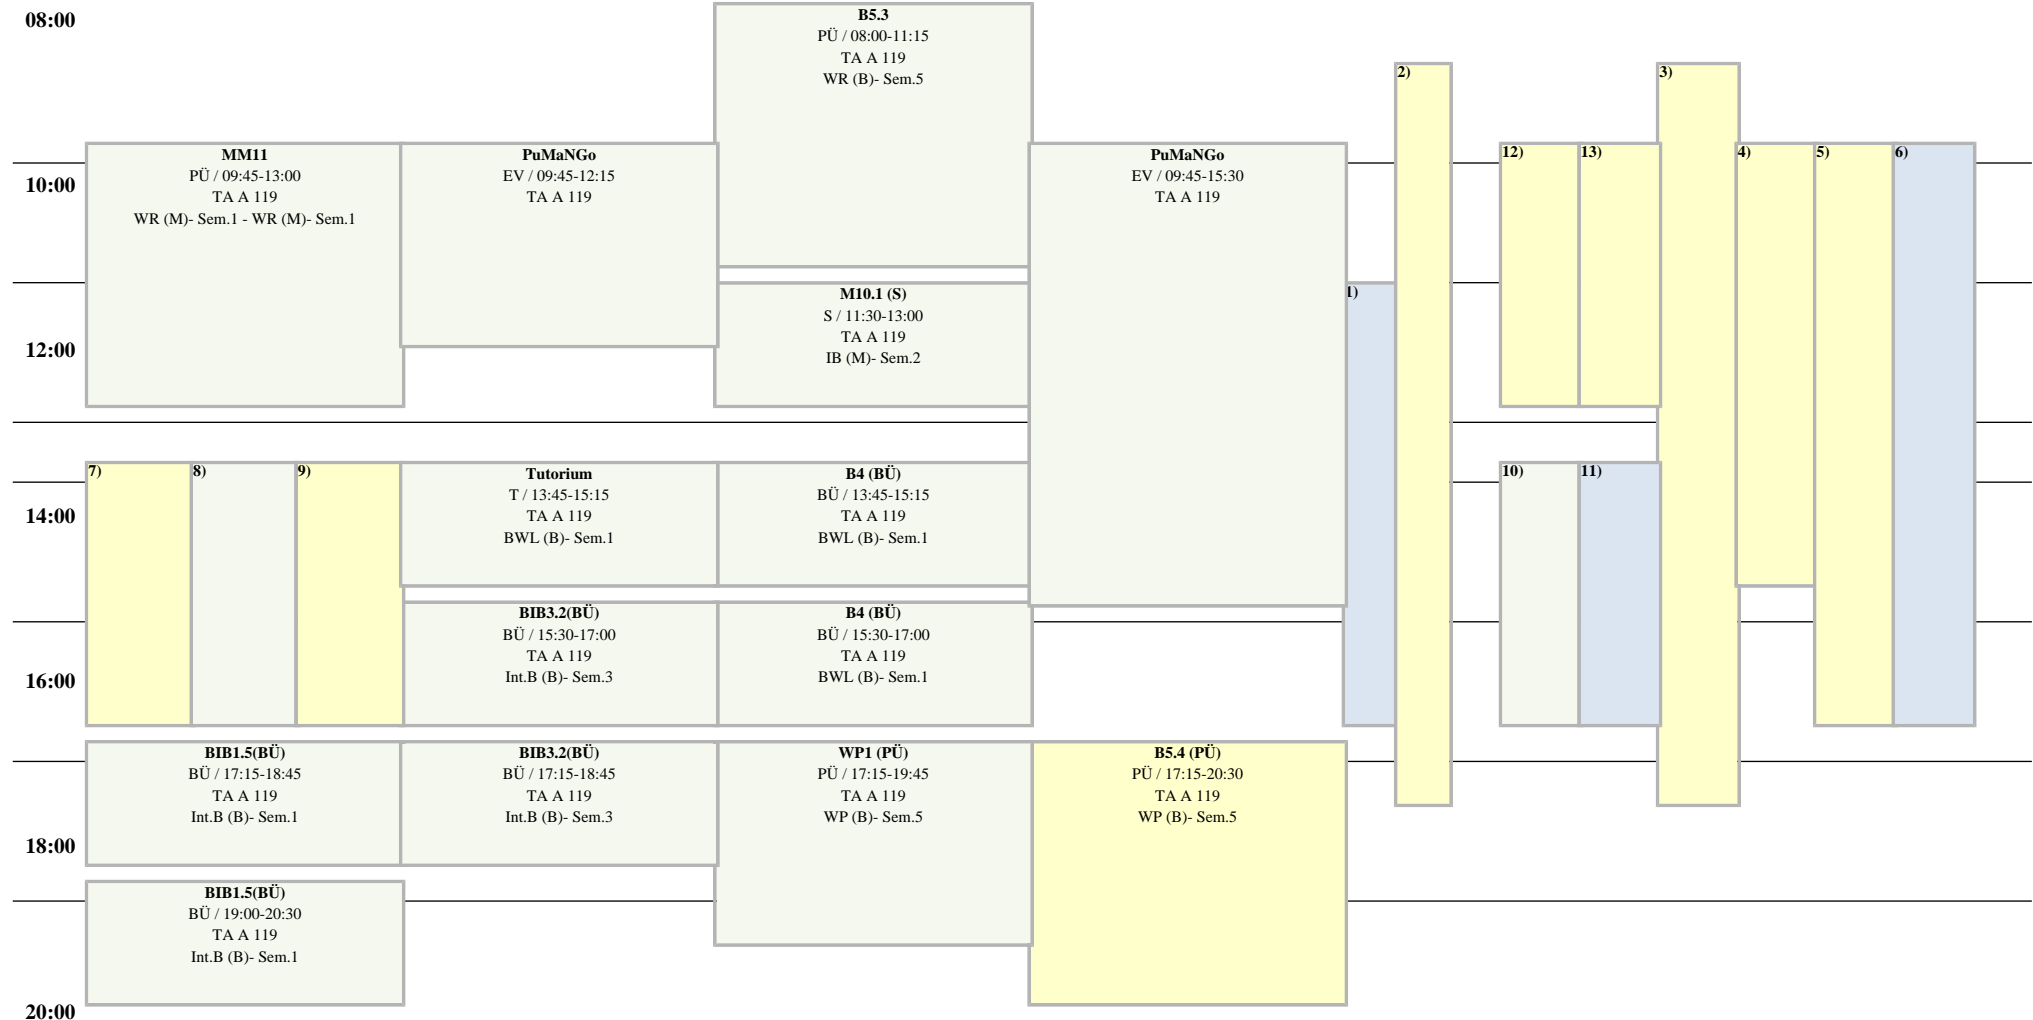 08:00
B5.3
PÜ / 08:00-11:15
TA A 119
WR (B)- Sem.5
2)
3)
MM11
PÜ / 09:45-13:00
TA A 119
WR (M)- Sem.1 - WR (M)- Sem.1
PuMaNGo
EV / 09:45-12:15
TA A 119
PuMaNGo
EV / 09:45-15:30
TA A 119
12)
13)
4)
5)
6)
10:00
M10.1 (S)
S / 11:30-13:00
TA A 119
IB (M)- Sem.2
1)
12:00
7)
8)
9)
Tutorium
T / 13:45-15:15
TA A 119
BWL (B)- Sem.1
B4 (BÜ)
BÜ / 13:45-15:15
TA A 119
BWL (B)- Sem.1
10)
11)
14:00
BIB3.2(BÜ)
BÜ / 15:30-17:00
TA A 119
Int.B (B)- Sem.3
B4 (BÜ)
BÜ / 15:30-17:00
TA A 119
BWL (B)- Sem.1
16:00
BIB1.5(BÜ)
BÜ / 17:15-18:45
TA A 119
Int.B (B)- Sem.1
BIB3.2(BÜ)
BÜ / 17:15-18:45
TA A 119
Int.B (B)- Sem.3
WP1 (PÜ)
PÜ / 17:15-19:45
TA A 119
WP (B)- Sem.5
B5.4 (PÜ)
PÜ / 17:15-20:30
TA A 119
WP (B)- Sem.5
18:00
BIB1.5(BÜ)
BÜ / 19:00-20:30
TA A 119
Int.B (B)- Sem.1
20:00